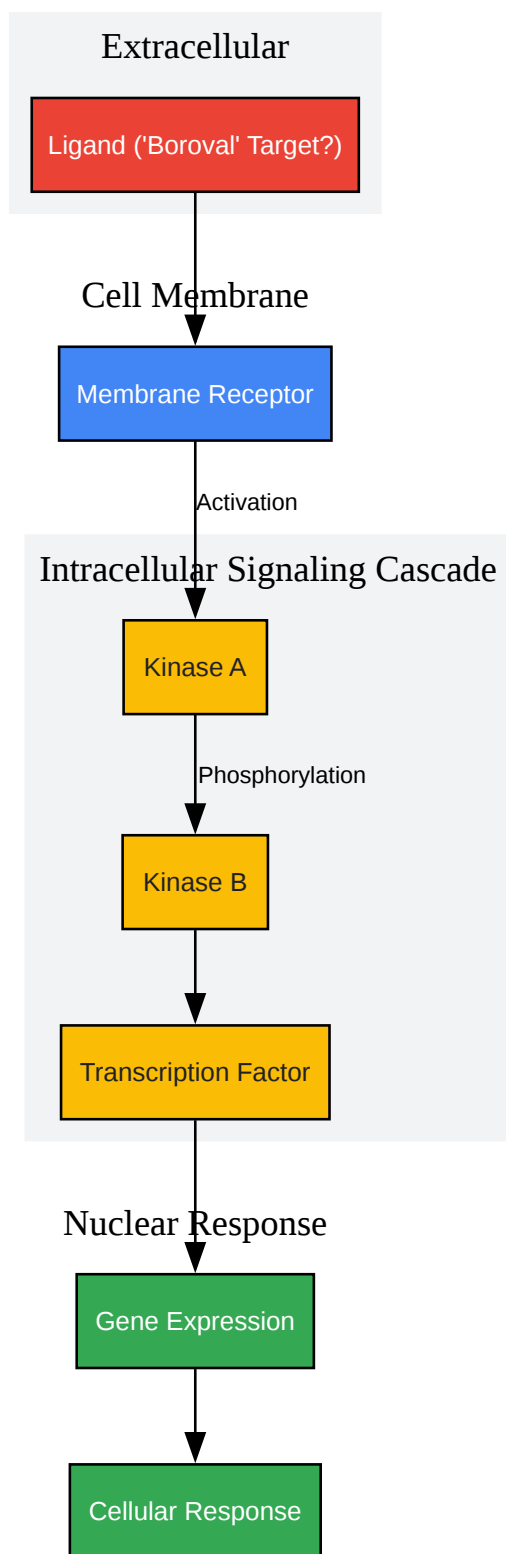 Extracellular
Ligand ('Boroval' Target?)
Cell Membrane
Membrane Receptor
Activation
Intracellular Signaling Cascade
Kinase A
Phosphorylation
Kinase B
Transcription Factor
Nuclear Response
Gene Expression
Cellular Response